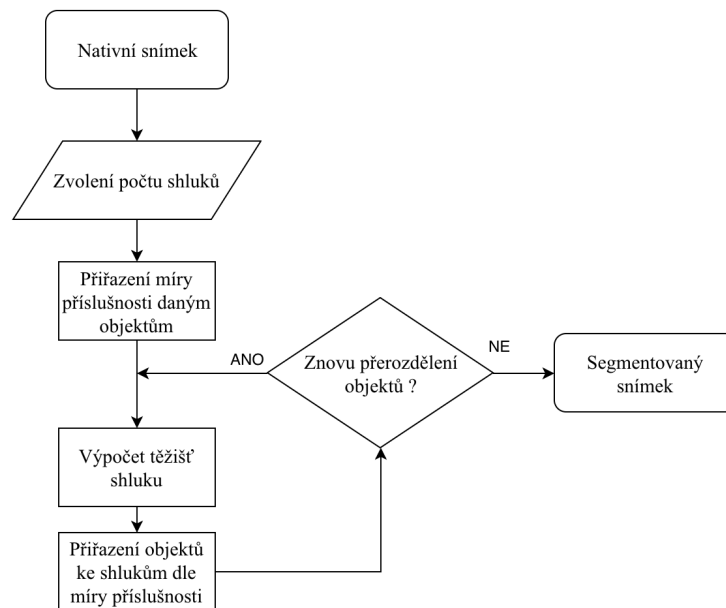 Nativní snímek
Zvolení počtu shluků
Přiřazení míry
příslušnosti daným
objektům
ANO
Znovu přerozdělení
objektů ?
NE
Segmentovaný
snímek
Výpočet těžišť
shluku
Přiřazení objektů
ke shlukům dle
míry příslušnosti